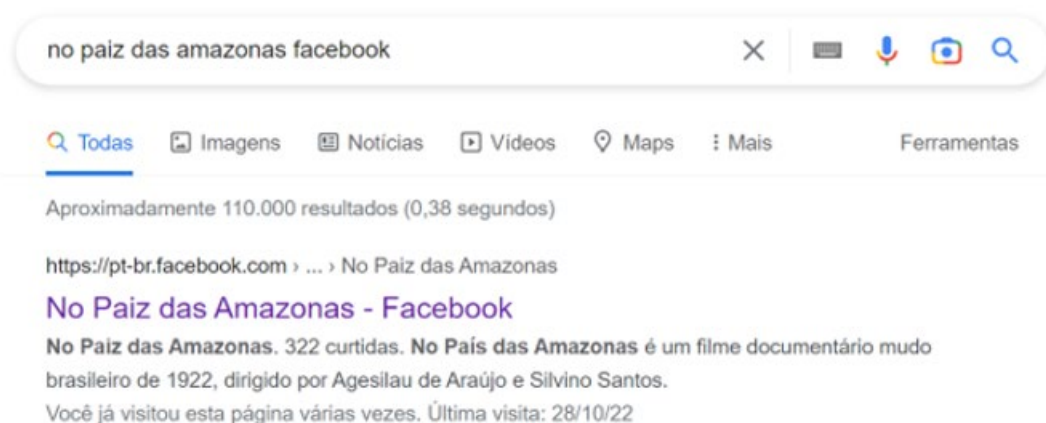 no paiz das amazonas facebook
Todas Imagens Notícias Vídeos Maps Mais Ferramentas
Aproximadamente 110.000 resultados (0,38 segundos)
https://pt-br.facebook.com › ... › No Paiz das Amazonas
No Paiz das Amazonas - Facebook
No Paiz das Amazonas. 322 curtidas. No País das Amazonas é um filme documentário mudo
brasileiro de 1922, dirigido por Agesilau de Araújo e Silvino Santos.
Você já visitou esta página várias vezes. Última visita: 28/10/22